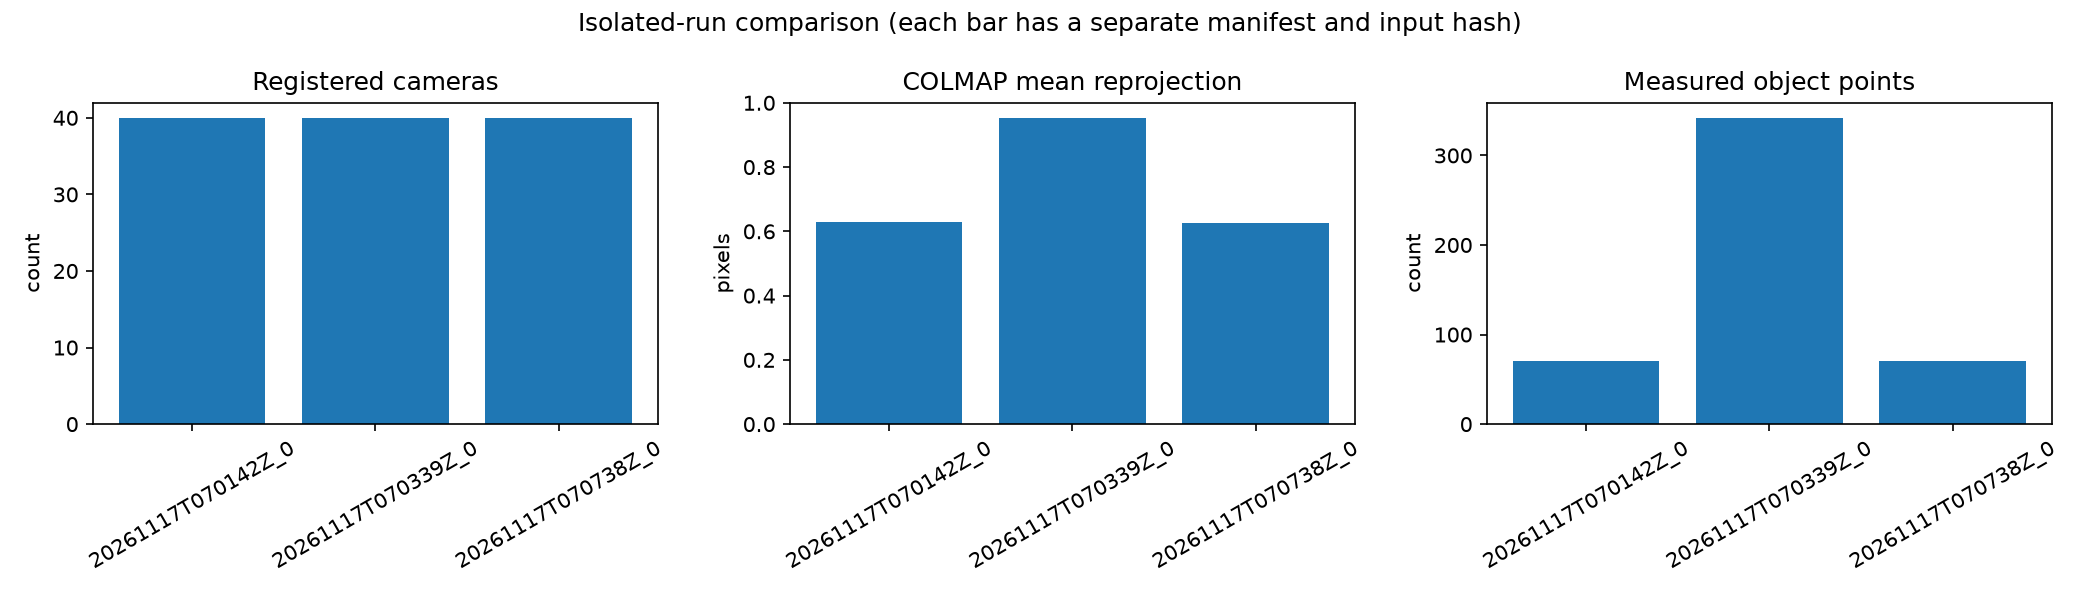 Isolated-run comparison (each bar has a separate manifest and input hash)
Registered cameras
count
40
30
20
10
0
20261117T070142Z_0
20261117T070339Z_0
20261117T070738Z_0
COLMAP mean reprojection
pixels
1.0
0.8
0.6
0.4
0.2
0.0
20261117T070142Z_0
20261117T070339Z_0
20261117T070738Z_0
Measured object points
count
300
200
100
0
20261117T070142Z_0
20261117T070339Z_0
20261117T070738Z_0